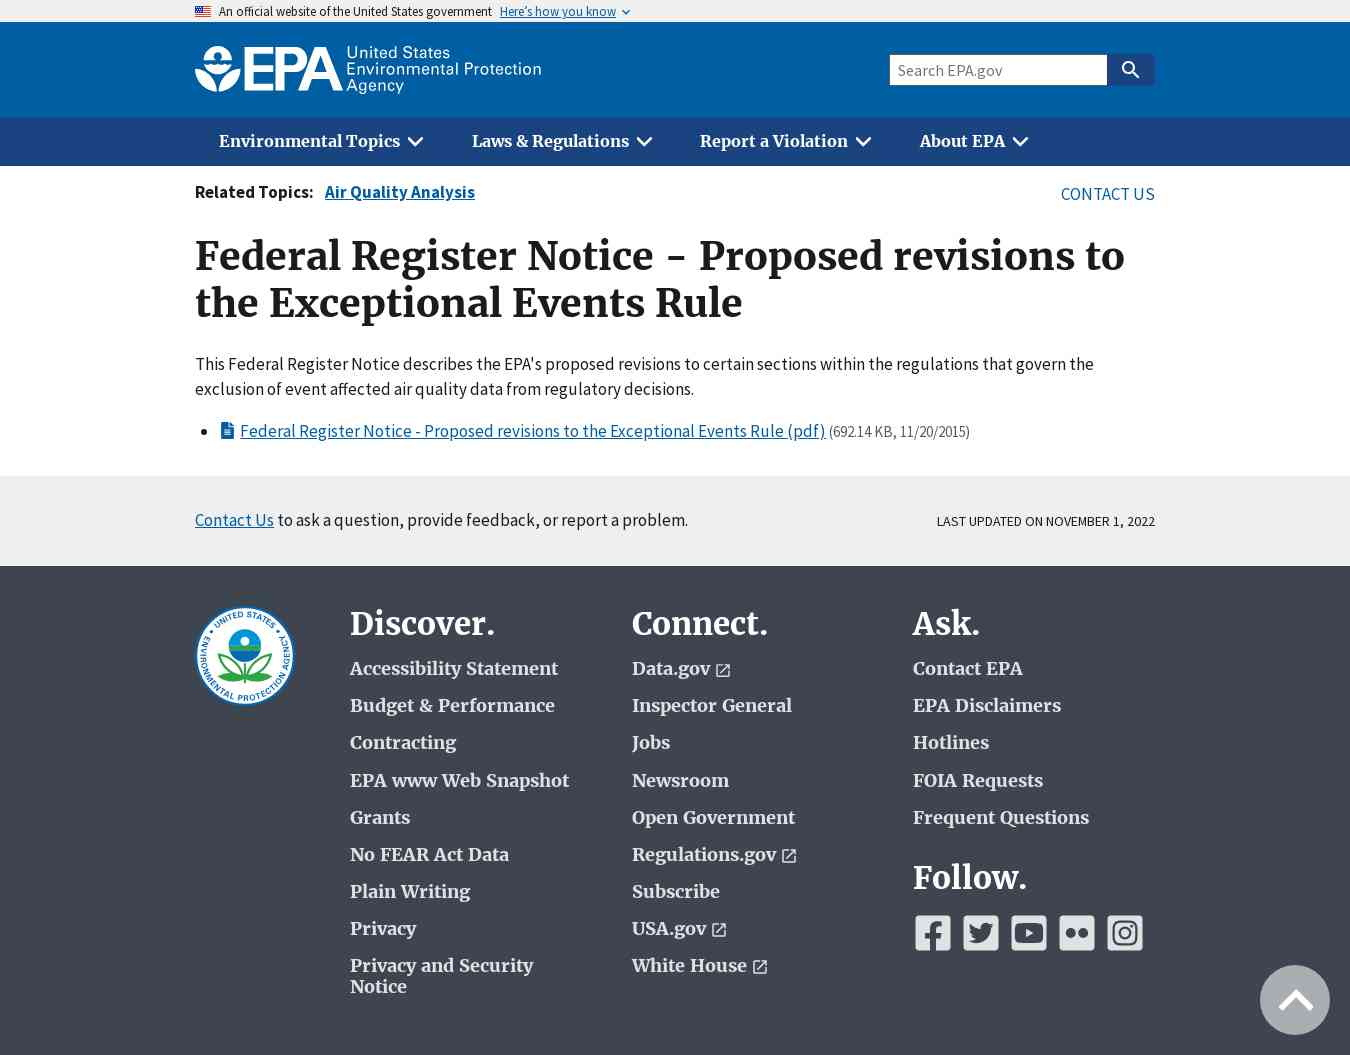 An official website of the United States government Here's how you know
EPA United States
Environmental Protection
Agency
Search EPA.gov
Environmental Topics Laws & Regulations Report a Violation About EPA
Related Topics: Air Quality Analysis CONTACT US
Federal Register Notice - Proposed revisions to
the Exceptional Events Rule
This Federal Register Notice describes the EPA's proposed revisions to certain sections within the regulations that govern the
exclusion of event affected air quality data from regulatory decisions.
• Federal Register Notice - Proposed revisions to the Exceptional Events Rule (pdf) (692.14 KB, 11/20/2015)
Contact Us to ask a question, provide feedback, or report a problem. LAST UPDATED ON NOVEMBER 1, 2022
UNITED STATES
ENVIRONMENTAL PROTECTION AGENCY
Discover.
Accessibility Statement
Budget & Performance
Contracting
EPA www Web Snapshot
Grants
No FEAR Act Data
Plain Writing
Privacy
Privacy and Security
Notice
Connect.
Data.gov
Inspector General
Jobs
Newsroom
Open Government
Regulations.gov
Subscribe
USA.gov
White House
Ask.
Contact EPA
EPA Disclaimers
Hotlines
FOIA Requests
Frequent Questions
Follow.